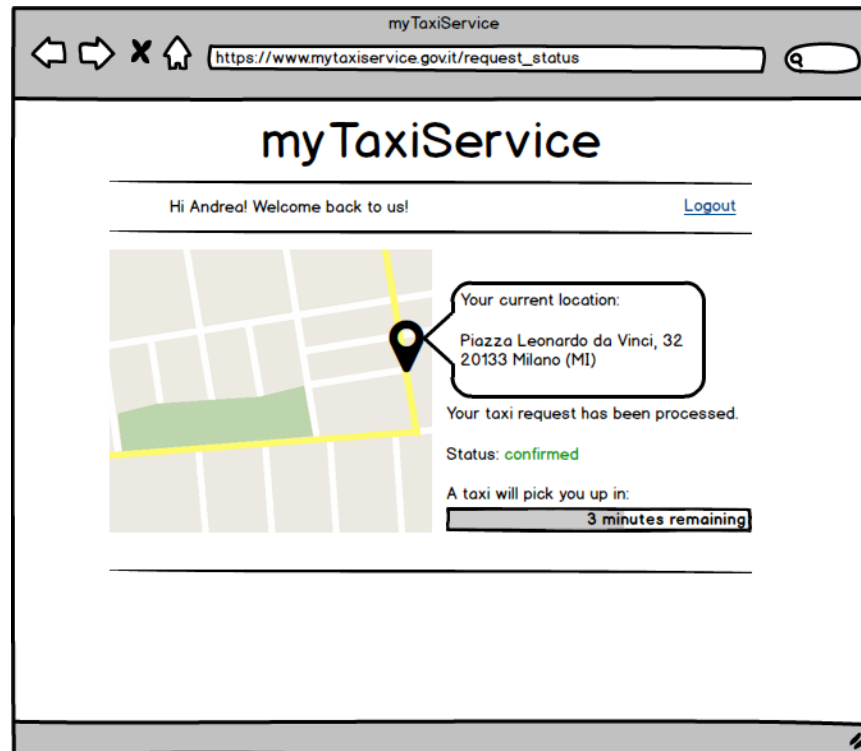 myTaxiService
https://www.mytaxiservice.gov.it/request_status
myTaxiService
Hi Andrea! Welcome back to us!
Logout
Your current location:
Piazza Leonardo da Vinci, 32
20133 Milano (MI)
Your taxi request has been processed.
Status: confirmed
A taxi will pick you up in:
3 minutes remaining